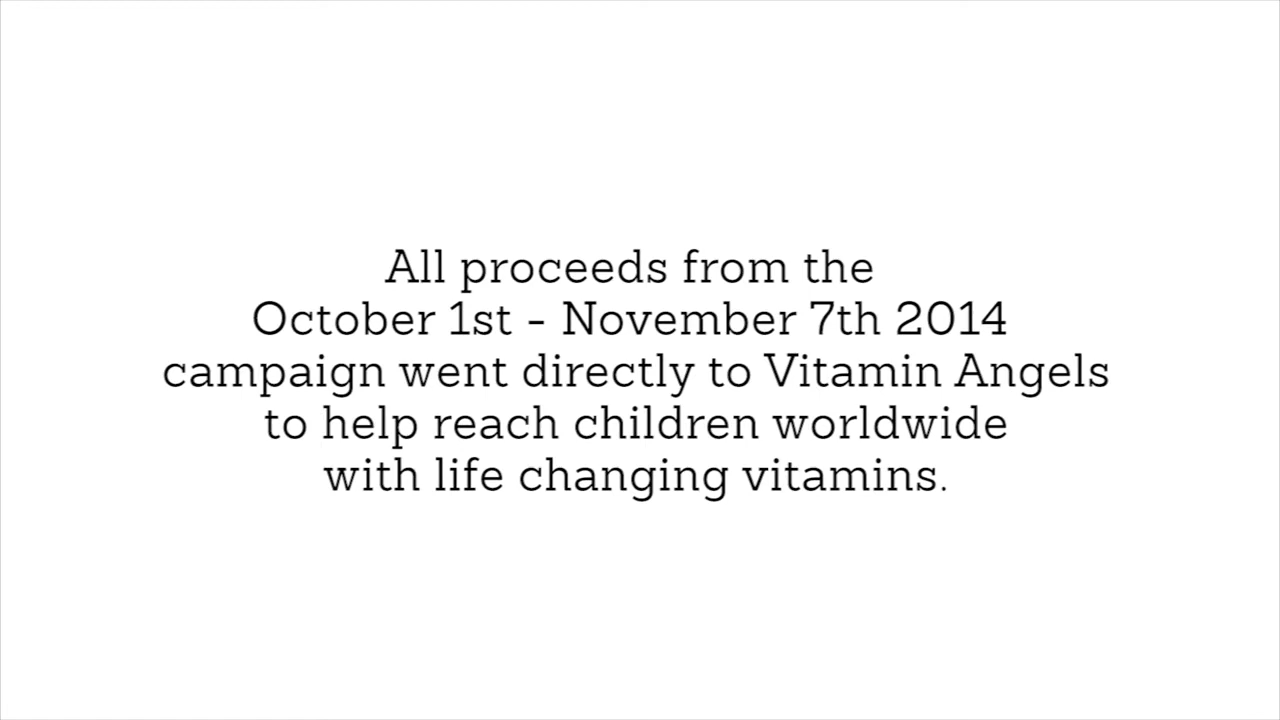 All proceeds from the
October 1st - November 7th 2014
campaign went directly to Vitamin Angels
to help reach children worldwide
with life changing vitamins.